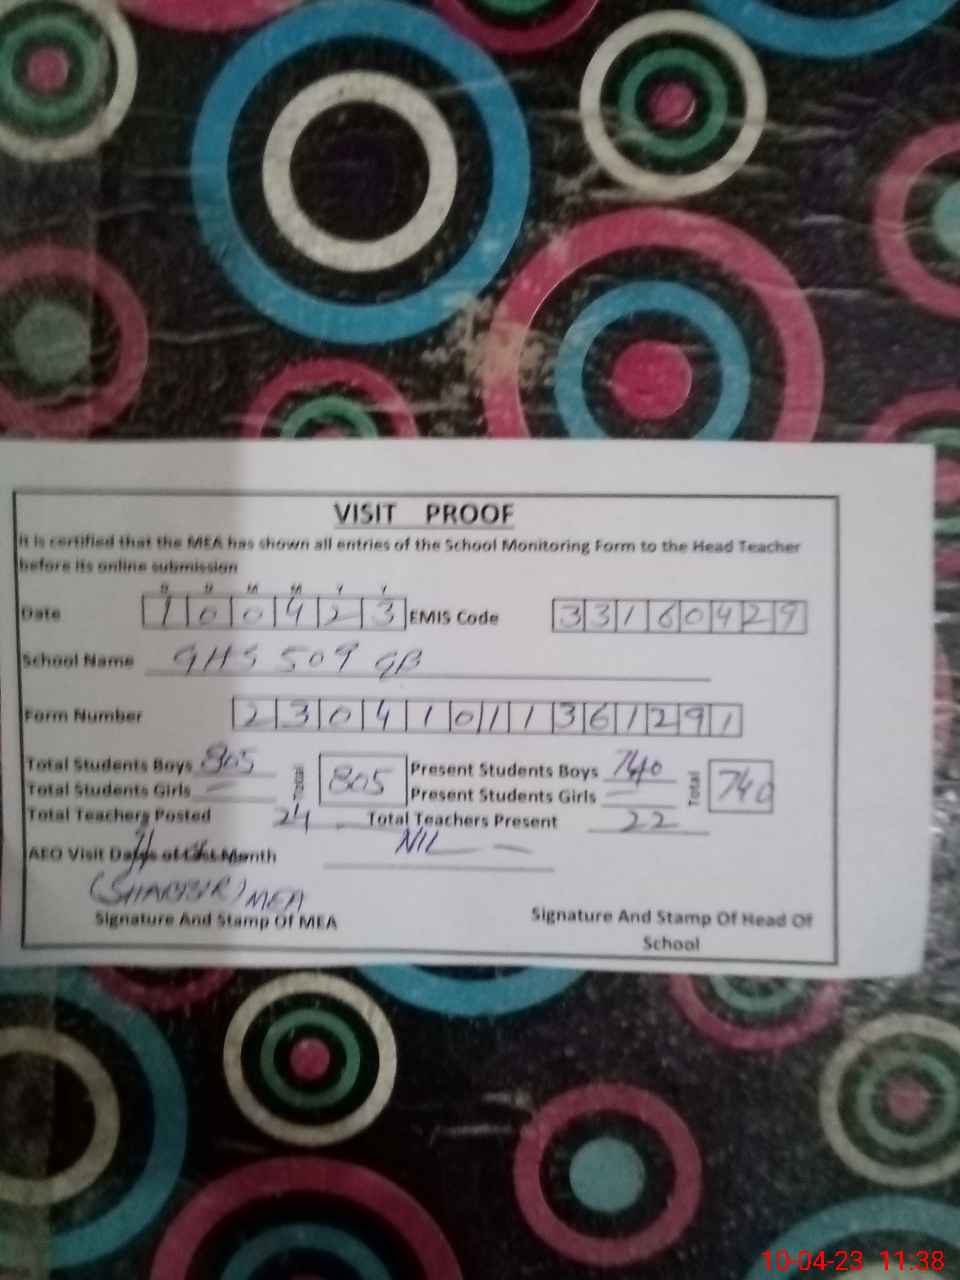 VISIT PROOF
It is certified that the MEA has shown all entries of the School Monitoring Form to the Head Teacher
before its online submission
D D M M Y Y
Date 1 0 0 4 2 3 EMIS Code 3 3 1 6 0 4 2 9
School Name GHS 509 GB
Form Number 2 3 0 4 1 0 1 1 3 6 1 2 9 1
Total Students Boys 805 Total 805 Present Students Boys 740 Total 740
Total Students Girls — Present Students Girls —
Total Teachers Posted 24 Total Teachers Present 22
AEO Visit Dates of Last Month NIL
(SHABBIR) MEA
Signature And Stamp Of MEA Signature And Stamp Of Head Of
School
10-04-23 11:38